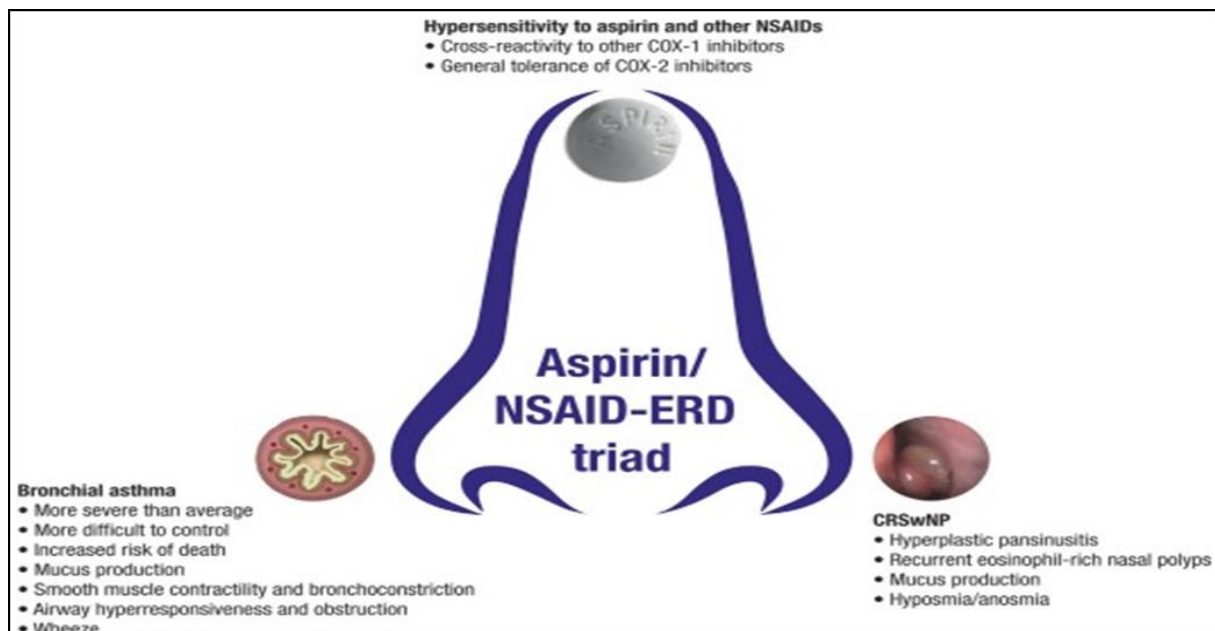 Hypersensitivity to aspirin and other NSAIDs
• Cross-reactivity to other COX-1 inhibitors
• General tolerance of COX-2 inhibitors
ASPIRIN
Aspirin/
NSAID-ERD
triad
Bronchial asthma
• More severe than average
• More difficult to control
• Increased risk of death
• Mucus production
• Smooth muscle contractility and bronchoconstriction
• Airway hyperresponsiveness and obstruction
• Wheeze
CRSwNP
• Hyperplastic pansinusitis
• Recurrent eosinophil-rich nasal polyps
• Mucus production
• Hyposmia/anosmia